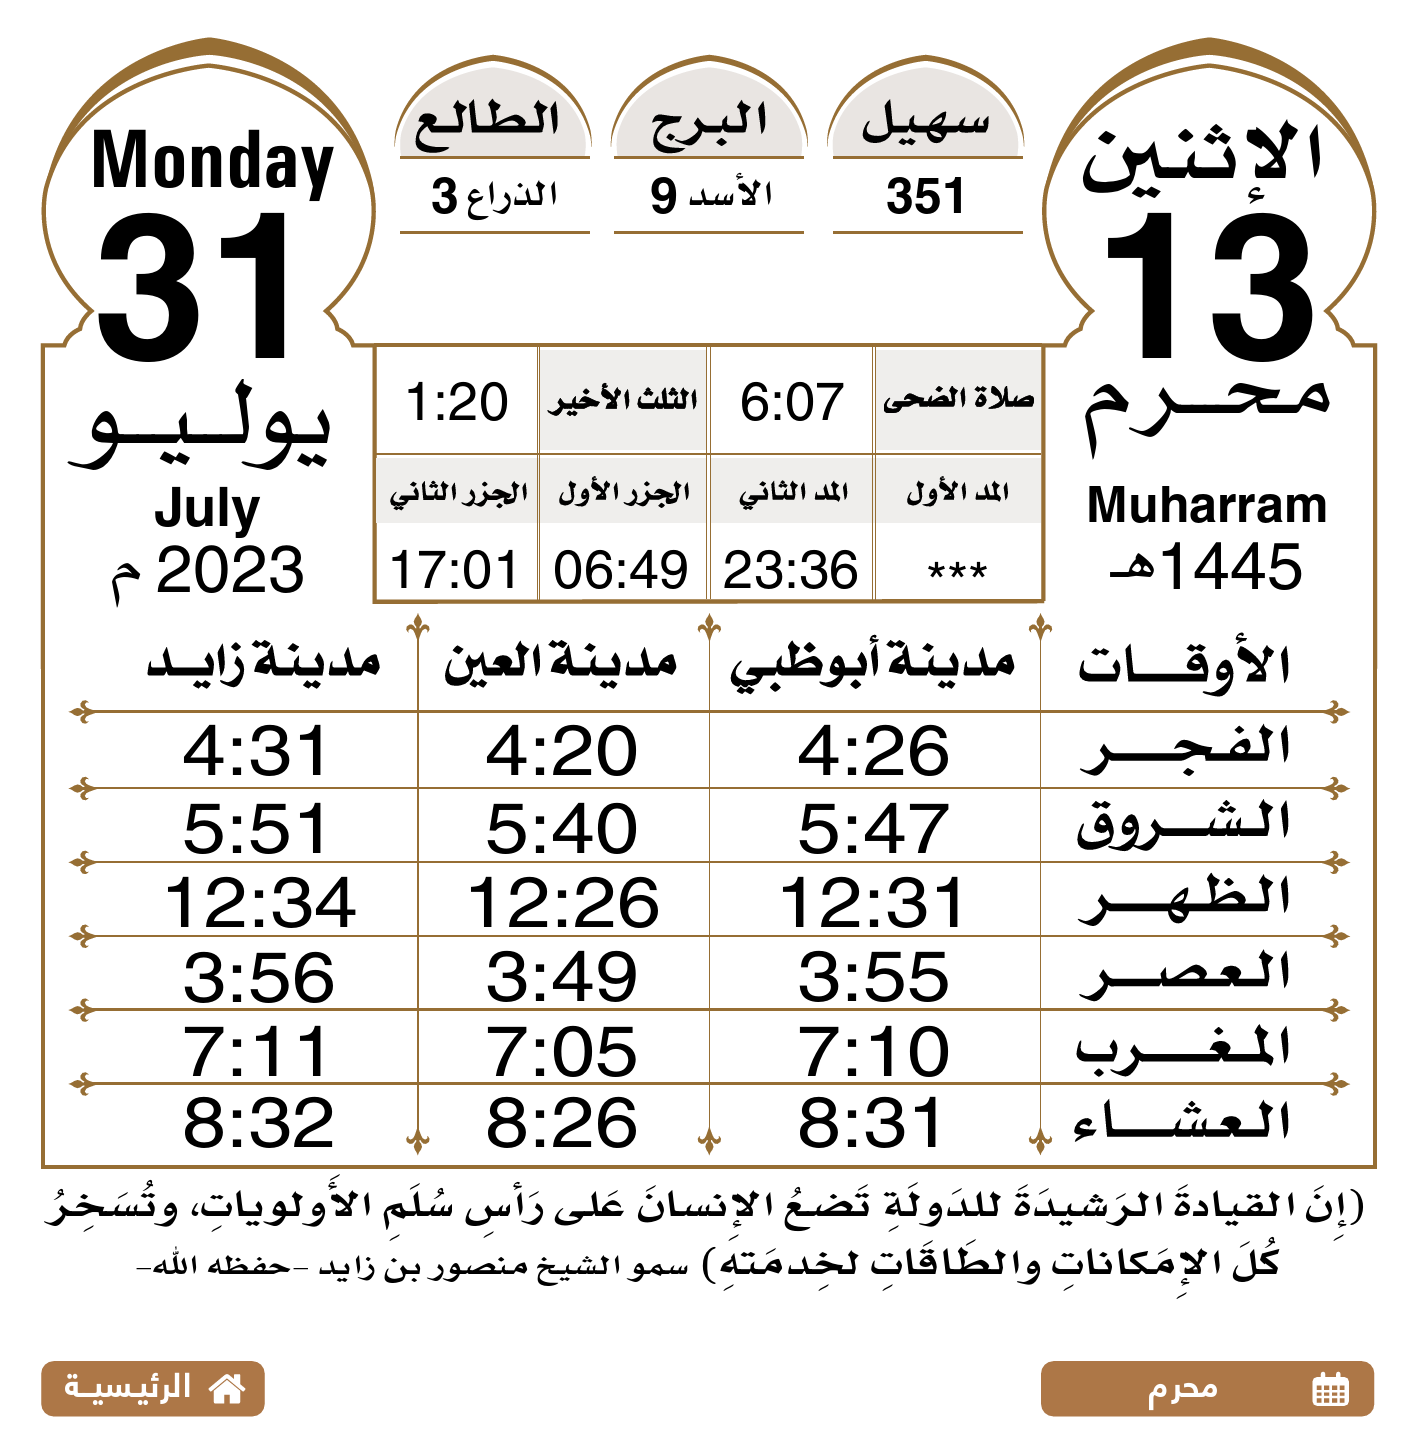 الإثنين
13
محرم
Muharram
1445هـ
سهيل
351
البرج
الأسد 9
الطالع
الذراع 3
Monday
31
يوليو
July
2023 م
صلاة الضحى 6:07 الثلث الأخير 1:20
المد الأول المد الثاني الجزر الأول الجزر الثاني
*** 23:36 06:49 17:01
الأوقات مدينة أبوظبي مدينة العين مدينة زايد
الفجر 4:26 4:20 4:31
الشروق 5:47 5:40 5:51
الظهر 12:31 12:26 12:34
العصر 3:55 3:49 3:56
المغرب 7:10 7:05 7:11
العشاء 8:31 8:26 8:32
(إِنَ القيادةَ الرَشيدَةَ للدَولَةِ تَضعُ الإِنسانَ عَلى رَأسِ سُلَمِ الأَولوياتِ، وتُسَخِرُ
كُلَ الإِمَكاناتِ والطَاقَاتِ لخِدمَتهِ) سمو الشيخ منصور بن زايد -حفظه الله-
محرم
الرئيسية